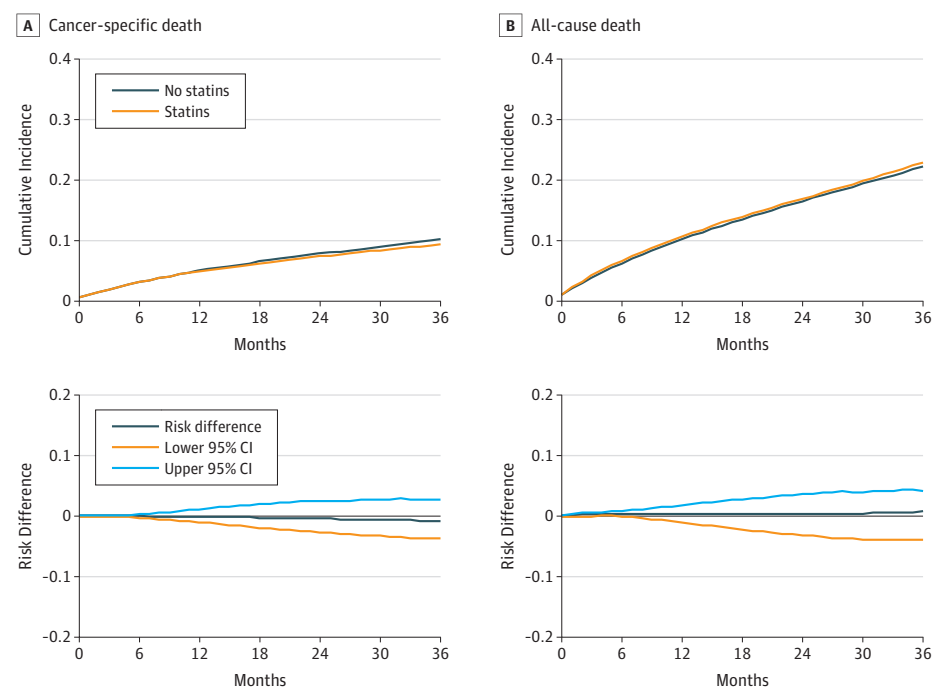 A Cancer-specific death
0.4
0.3
0.2
0.1
0
Cumulative Incidence
No statins
Statins
0 6 12 18 24 30 36
Months
B All-cause death
0.4
0.3
0.2
0.1
0
Cumulative Incidence
0 6 12 18 24 30 36
Months
0.2
0.1
0
-0.1
-0.2
Risk Difference
Risk difference
Lower 95% CI
Upper 95% CI
0 6 12 18 24 30 36
Months
0.2
0.1
0
-0.1
-0.2
Risk Difference
0 6 12 18 24 30 36
Months